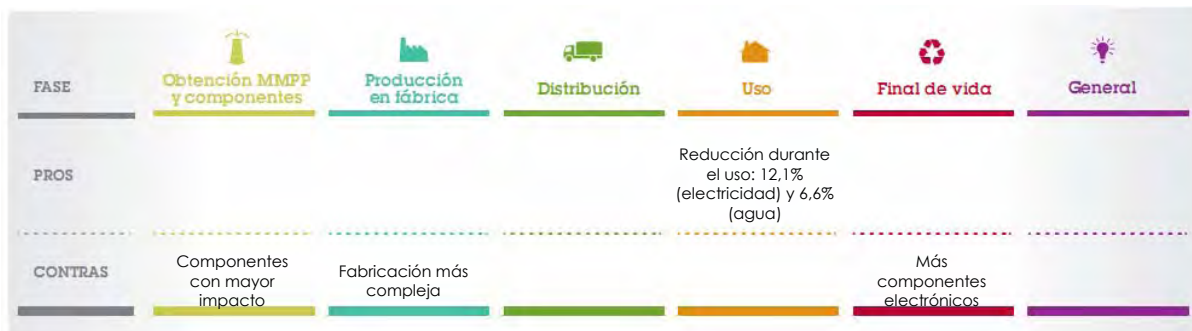 FASE
Obtención MMPP
y componentes
Producción
en fábrica
Distribución
Uso
Final de vida
General
PROS
Reducción durante
el uso: 12,1%
(electricidad) y 6,6%
(agua)
CONTRAS
Componentes
con mayor
impacto
Fabricación más
compleja
Más
componentes
electrónicos